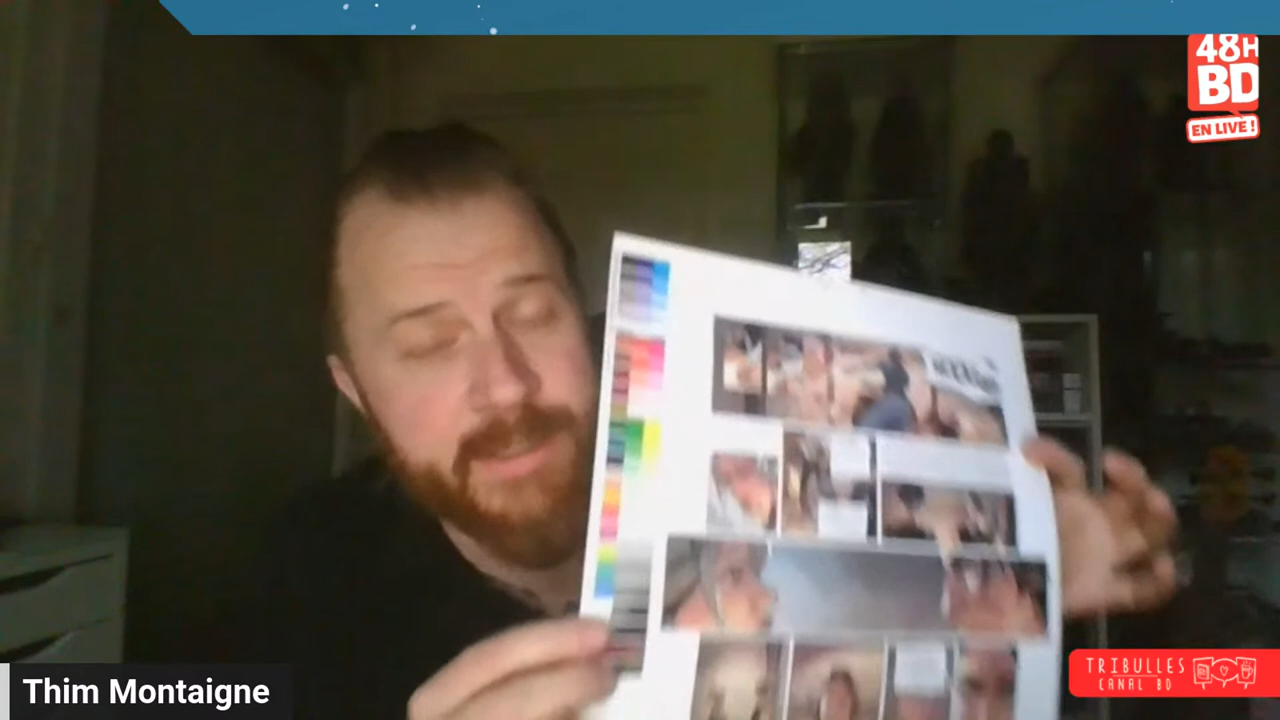 48H
BD
EN LIVE !
TRIBULLES
CANAL BD
Thim Montaigne